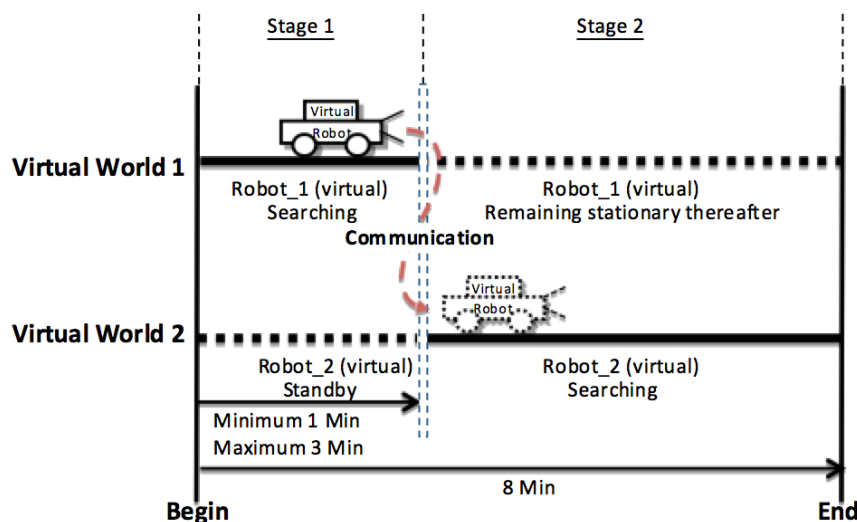 Stage 1
Stage 2
Virtual
Robot
Virtual World 1
Robot_1 (virtual)
Searching
Robot_1 (virtual)
Remaining stationary thereafter
Communication
Virtual
Robot
Virtual World 2
Robot_2 (virtual)
Standby
Robot_2 (virtual)
Searching
Minimum 1 Min
Maximum 3 Min
8 Min
Begin
End